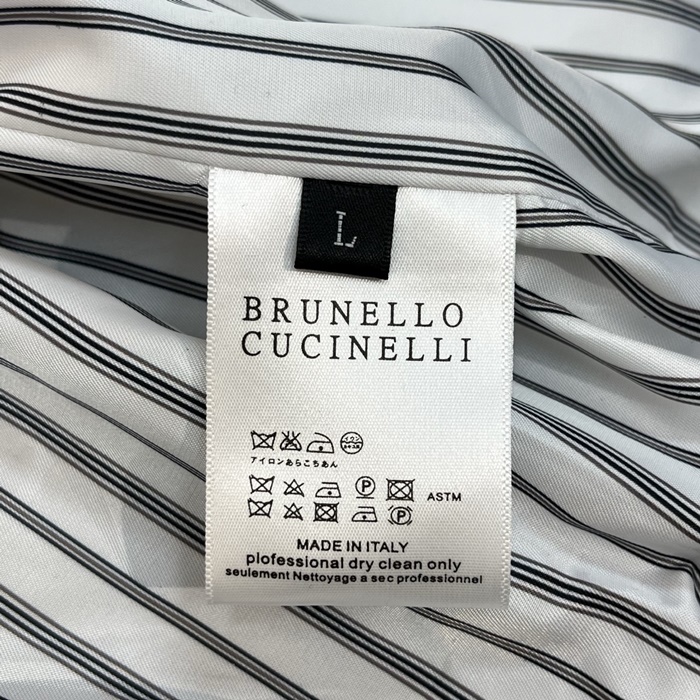 L
BRUNELLO
CUCINELLI
アイロンあらこちあん
P
ASTM
P
MADE IN ITALY
plofessional dry clean only
seulement Nettoyage a sec professionnel